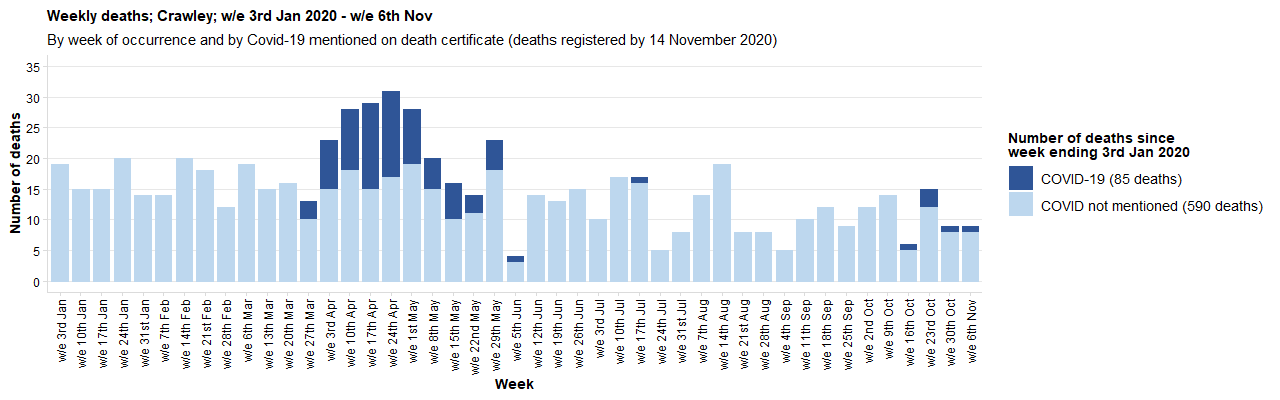 Weekly deaths; Crawley; w/e 3rd Jan 2020 - w/e 6th Nov
By week of occurrence and by Covid-19 mentioned on death certificate (deaths registered by 14 November 2020)
Number of deaths
35
30
25
20
15
10
5
0
w/e 3rd Jan
w/e 10th Jan
w/e 17th Jan
w/e 24th Jan
w/e 31st Jan
w/e 7th Feb
w/e 14th Feb
w/e 21st Feb
w/e 28th Feb
w/e 6th Mar
w/e 13th Mar
w/e 20th Mar
w/e 27th Mar
w/e 3rd Apr
w/e 10th Apr
w/e 17th Apr
w/e 24th Apr
w/e 1st May
w/e 8th May
w/e 15th May
w/e 22nd May
w/e 29th May
w/e 5th Jun
w/e 12th Jun
w/e 19th Jun
w/e 26th Jun
w/e 3rd Jul
w/e 10th Jul
w/e 17th Jul
w/e 24th Jul
w/e 31st Jul
w/e 7th Aug
w/e 14th Aug
w/e 21st Aug
w/e 28th Aug
w/e 4th Sep
w/e 11th Sep
w/e 18th Sep
w/e 25th Sep
w/e 2nd Oct
w/e 9th Oct
w/e 16th Oct
w/e 23rd Oct
w/e 30th Oct
w/e 6th Nov
Week
Number of deaths since
week ending 3rd Jan 2020
COVID-19 (85 deaths)
COVID not mentioned (590 deaths)